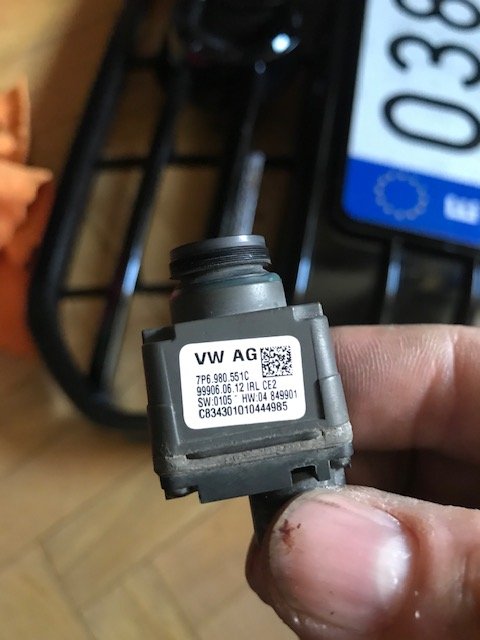 038
E
VW AG
7P6.980.551C
99906.06.12 IRL CE2
SW:0105 HW:04 849901
C834301010444985